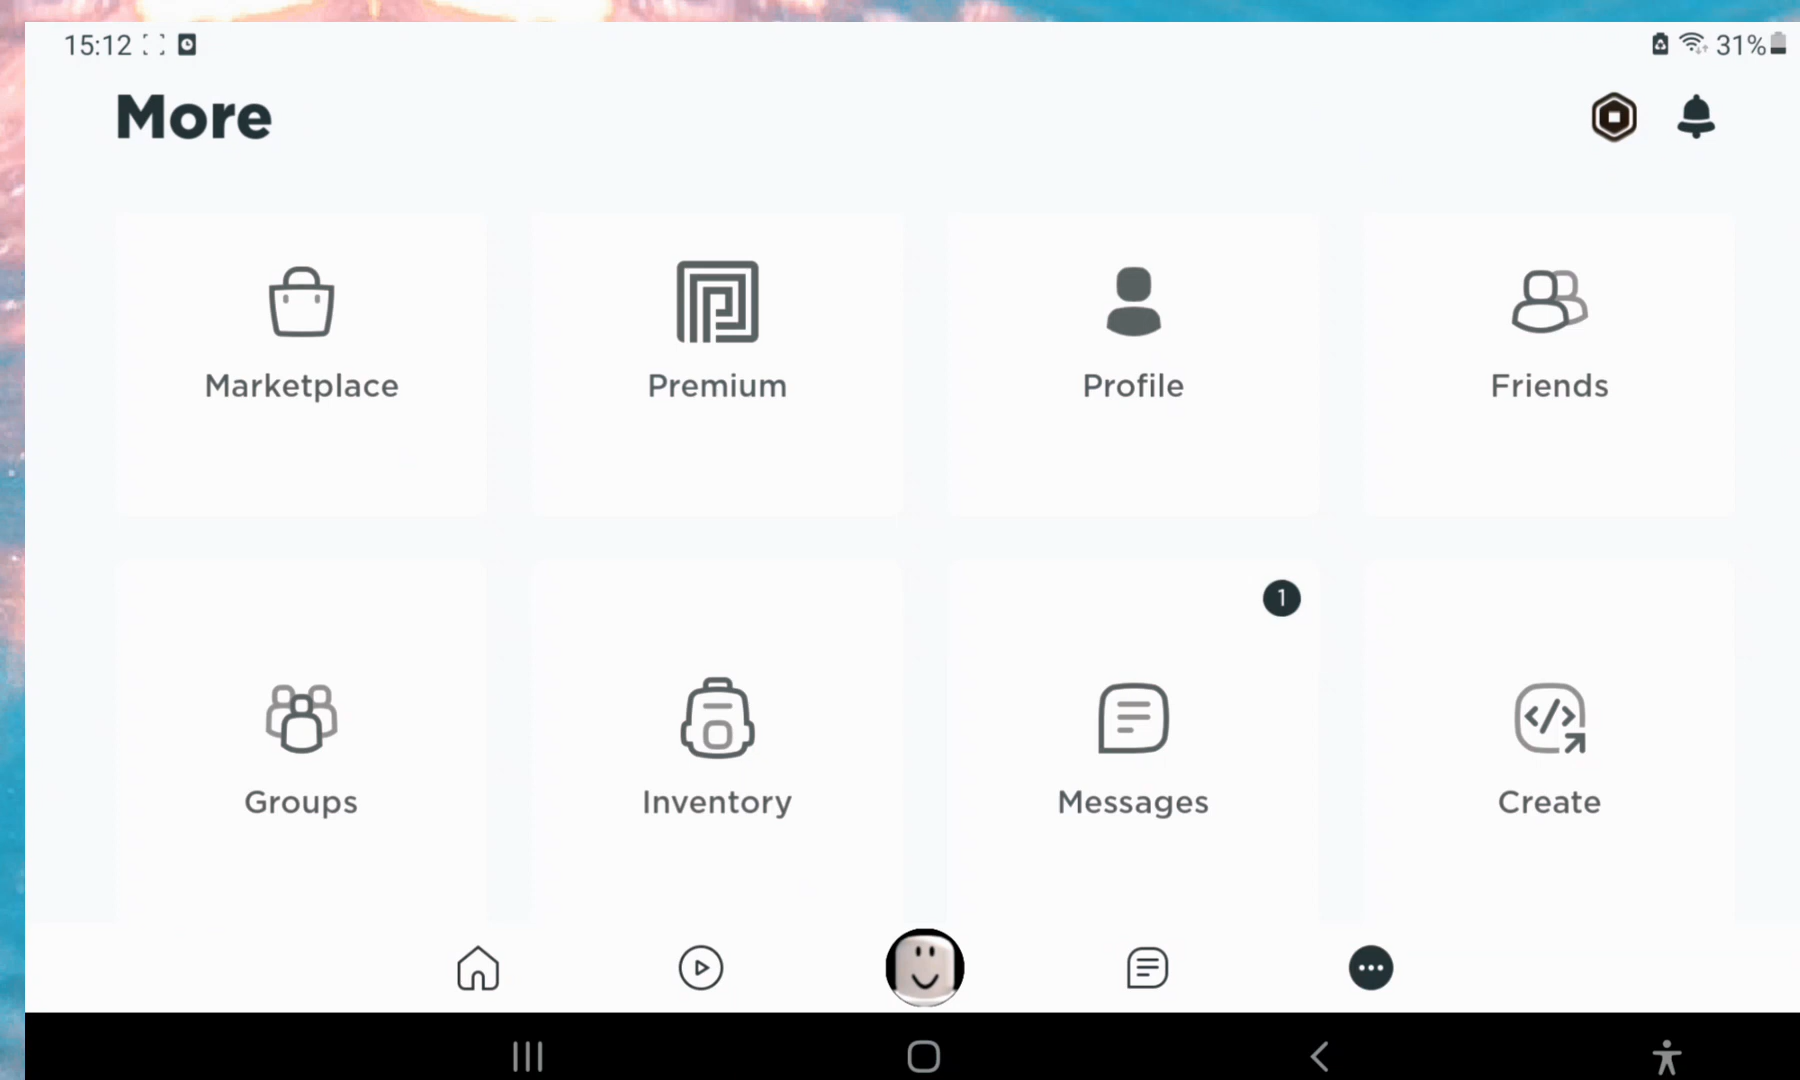 15:12 31%
More
Marketplace Premium Profile Friends
1
Groups Inventory Messages Create